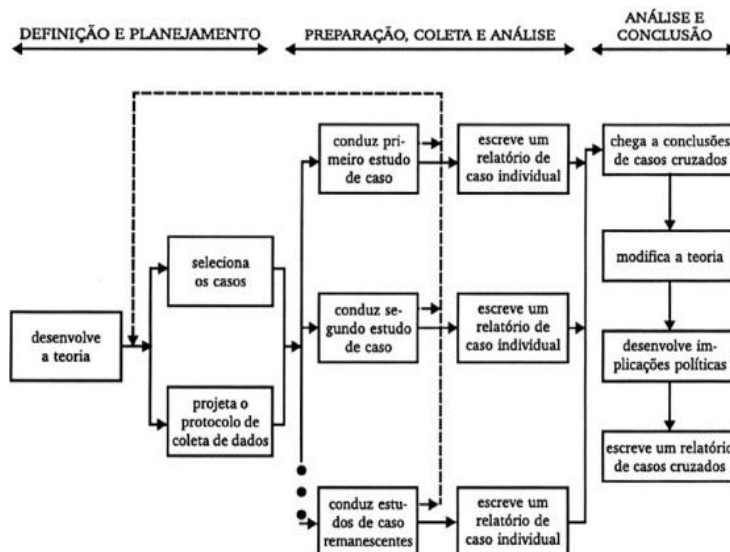 DEFINIÇÃO E PLANEJAMENTO
PREPARAÇÃO, COLETA E ANÁLISE
ANÁLISE E
CONCLUSÃO
desenvolve
a teoria
seleciona
os casos
projeta o
protocolo de
coleta de dados
conduz pri-
meiro estudo
de caso
escreve um
relatório de
caso individual
conduz se-
gundo estudo
de caso
escreve um
relatório de
caso individual
conduz estu-
dos de caso
remanescentes
escreve um
relatório de
caso individual
chega a conclusões
de casos cruzados
modifica a teoria
desenvolve im-
plicações políticas
escreve um relatório
de casos cruzados